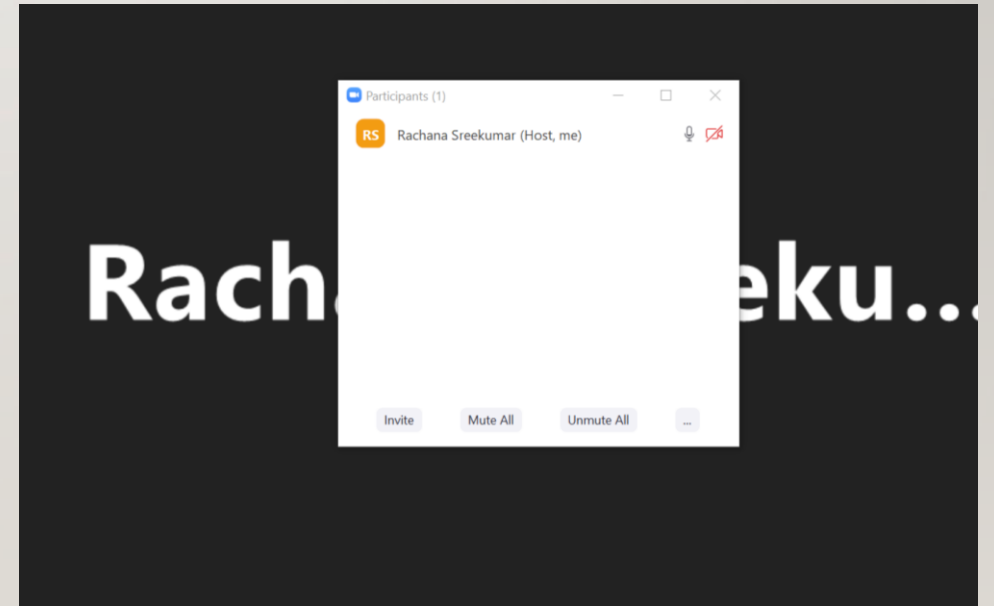 Participants (1)
RS Rachana Sreekumar (Host, me)
Rach eku...
Invite Mute All Unmute All ...